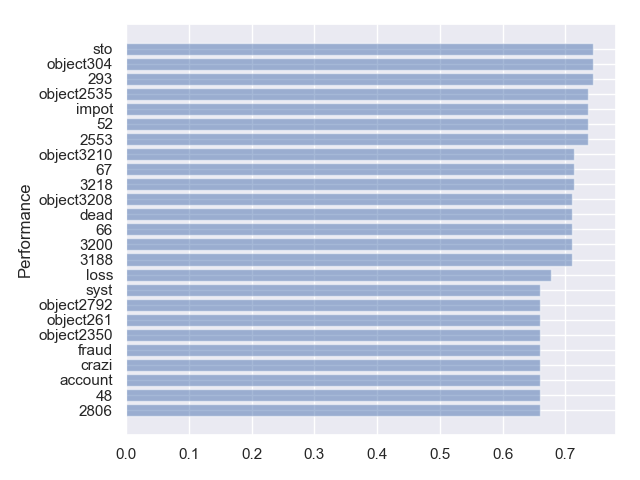 sto
object304
293
object2535
impot
52
2553
object3210
67
3218
object3208
dead
66
3200
3188
loss
syst
object2792
object261
object2350
fraud
crazi
account
48
2806
Performance
0.0 0.1 0.2 0.3 0.4 0.5 0.6 0.7